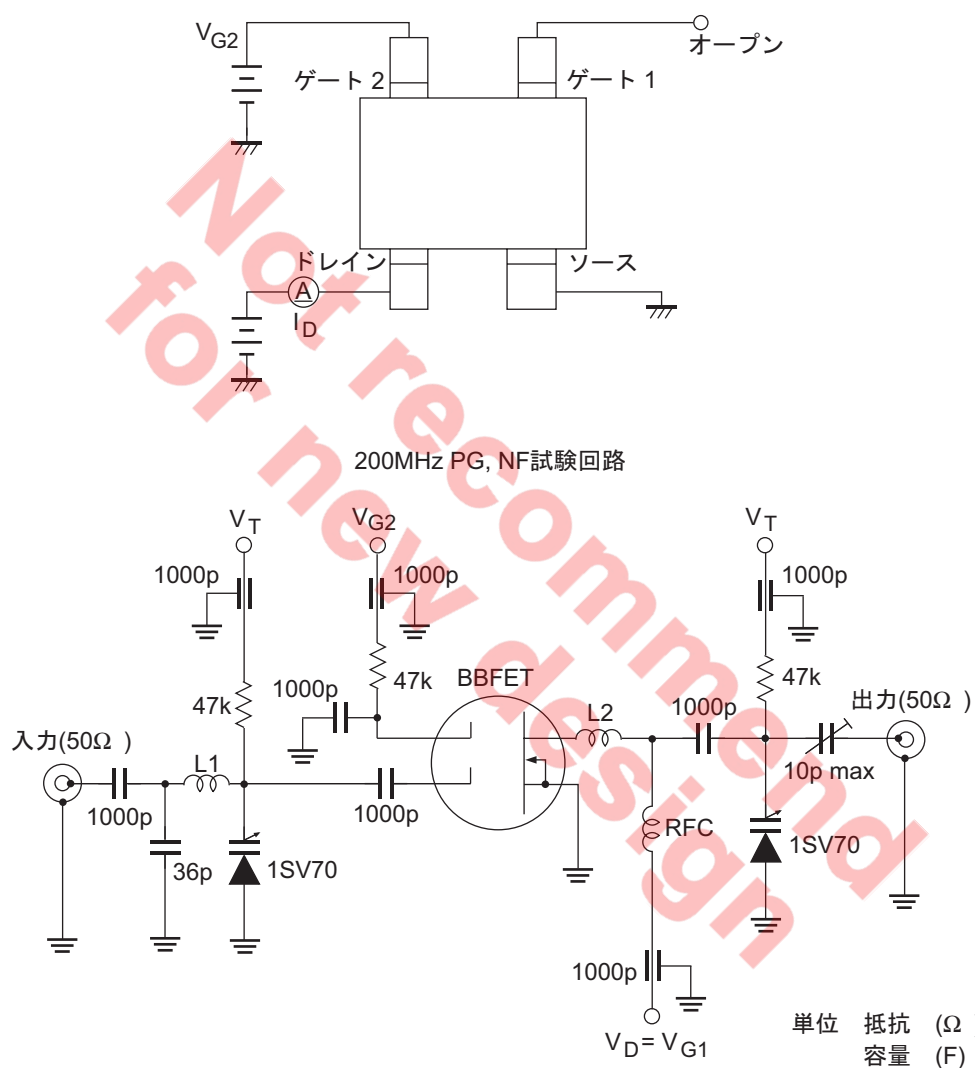 VG2
オープン
ゲート 2
ゲート 1
ドレイン
ソース
A
ID
Not recommend
for new design
200MHz PG, NF試験回路
VT
VG2
VT
1000p
1000p
1000p
47k
47k
47k
1000p
BBFET
L2
1000p
出力(50Ω )
入力(50Ω )
L1
1000p
1000p
10p max
36p
1SV70
RFC
1SV70
1000p
VD = VG1
単位 抵抗 (Ω
容量 (F)